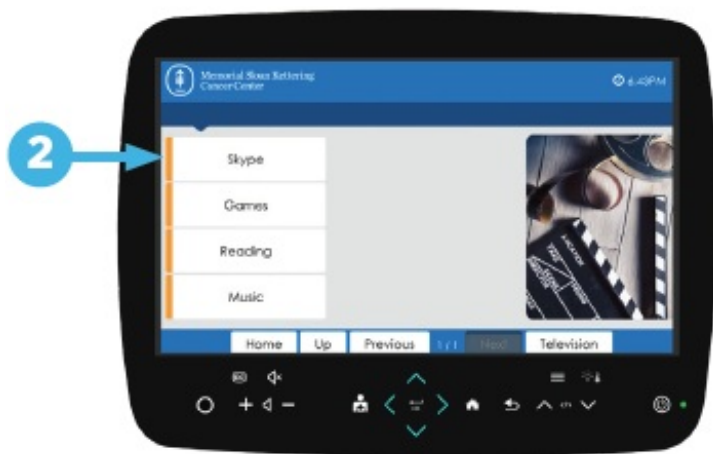 2
Memorial Sloan Kettering
Cancer Center
6:43PM
Skype
Games
Reading
Music
Home Up Previous 1/1 Next Television